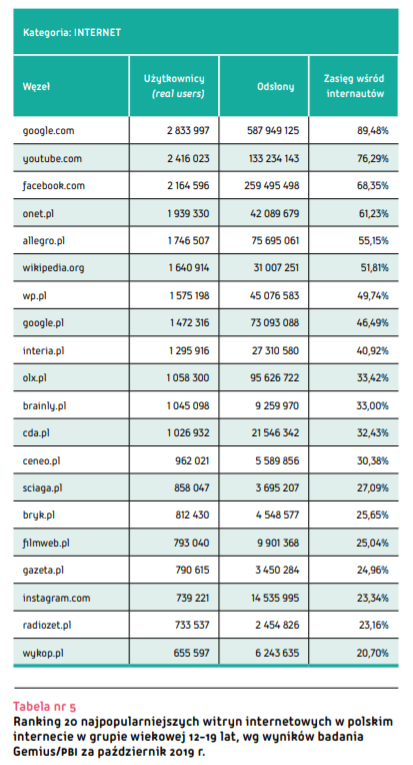 Kategoria: INTERNET
Węzeł Użytkownicy (real users) Odsłony Zasięg wśród internautów
google.com 2 833 997 587 949 125 89,48%
youtube.com 2 416 023 133 234 143 76,29%
facebook.com 2 164 596 259 495 498 68,35%
onet.pl 1 939 330 42 089 679 61,23%
allegro.pl 1 746 507 75 695 061 55,15%
wikipedia.org 1 640 914 31 007 251 51,81%
wp.pl 1 575 198 45 076 583 49,74%
google.pl 1 472 316 73 093 088 46,49%
interia.pl 1 295 916 27 310 580 40,92%
olx.pl 1 058 300 95 626 722 33,42%
brainly.pl 1 045 098 9 259 970 33,00%
cda.pl 1 026 932 21 546 342 32,43%
ceneo.pl 962 021 5 589 856 30,38%
sciaga.pl 858 047 3 695 207 27,09%
bryk.pl 812 430 4 548 577 25,65%
filmweb.pl 793 040 9 901 368 25,04%
gazeta.pl 790 615 3 450 284 24,96%
instagram.com 739 221 14 535 995 23,34%
radiozet.pl 733 537 2 454 826 23,16%
wykop.pl 655 597 6 243 635 20,70%
Tabela nr 5
Ranking 20 najpopularniejszych witryn internetowych w polskim
internecie w grupie wiekowej 12-19 lat, wg wyników badania
Gemius/PBI za październik 2019 r.